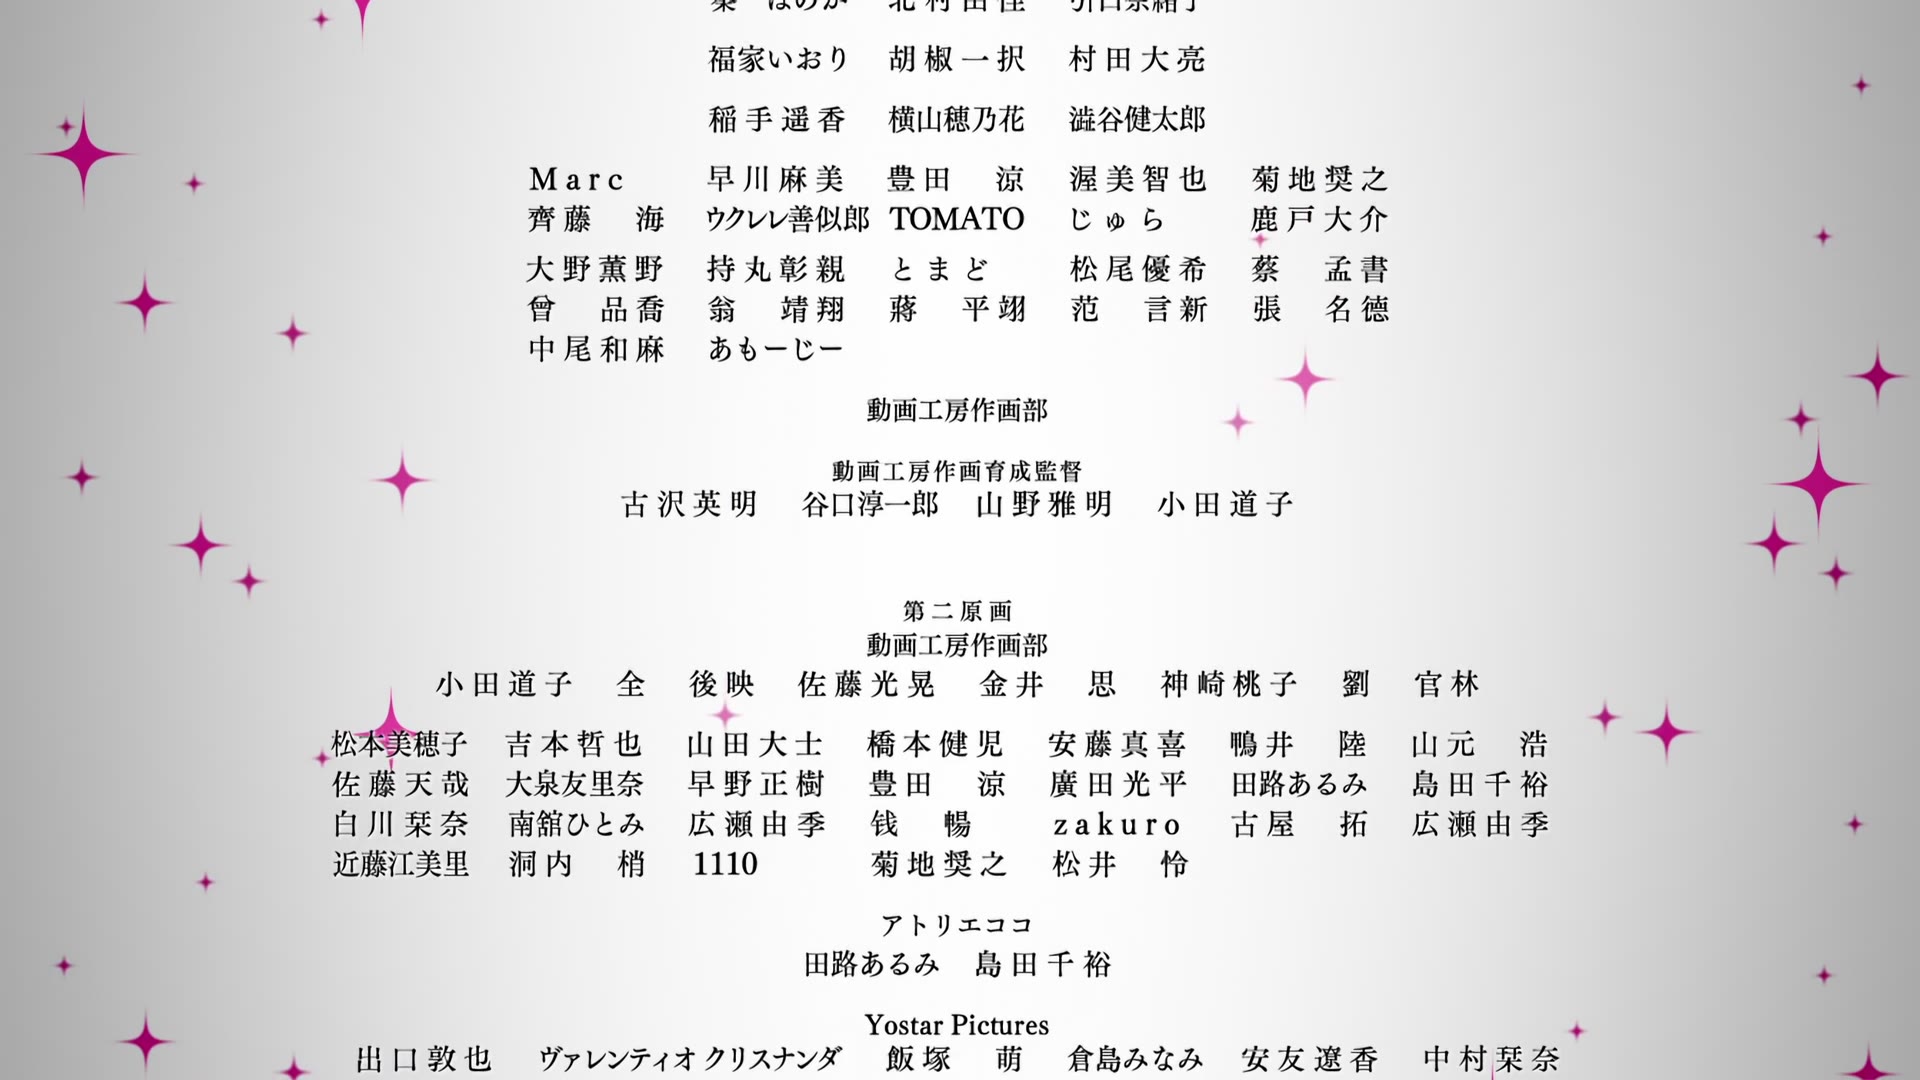 福家いおり 胡椒一択 村田大亮
稲手遥香 横山穂乃花 澁谷健太郎
Marc 早川麻美 豊田 涼 渥美智也 菊地奨之
齊藤 海 ウクレレ善似郎 TOMATO じゅら 鹿戸大介
大野薫野 持丸彰親 とまど 松尾優希 蔡 孟書
曾 品喬 翁 靖翔 蔣 平翊 范 言新 張 名德
中尾和麻 あもーじー
動画工房作画部
動画工房作画育成監督
古沢英明 谷口淳一郎 山野雅明 小田道子
第二原画
動画工房作画部
小田道子 全 後映 佐藤光晃 金井 思 神崎桃子 劉 官林
松本美穂子 吉本哲也 山田大士 橋本健児 安藤真喜 鴨井 陸 山元 浩
佐藤天哉 大泉友里奈 早野正樹 豊田 涼 廣田光平 田路あるみ 島田千裕
白川栞奈 南舘ひとみ 広瀬由季 钱 暢 zakuro 古屋 拓 広瀬由季
近藤江美里 洞内 梢 1110 菊地奨之 松井 怜
アトリエココ
田路あるみ 島田千裕
Yostar Pictures
出口敦也 ヴァレンティオ クリスナンダ 飯塚 萌 倉島みなみ 安友遼香 中村栞奈